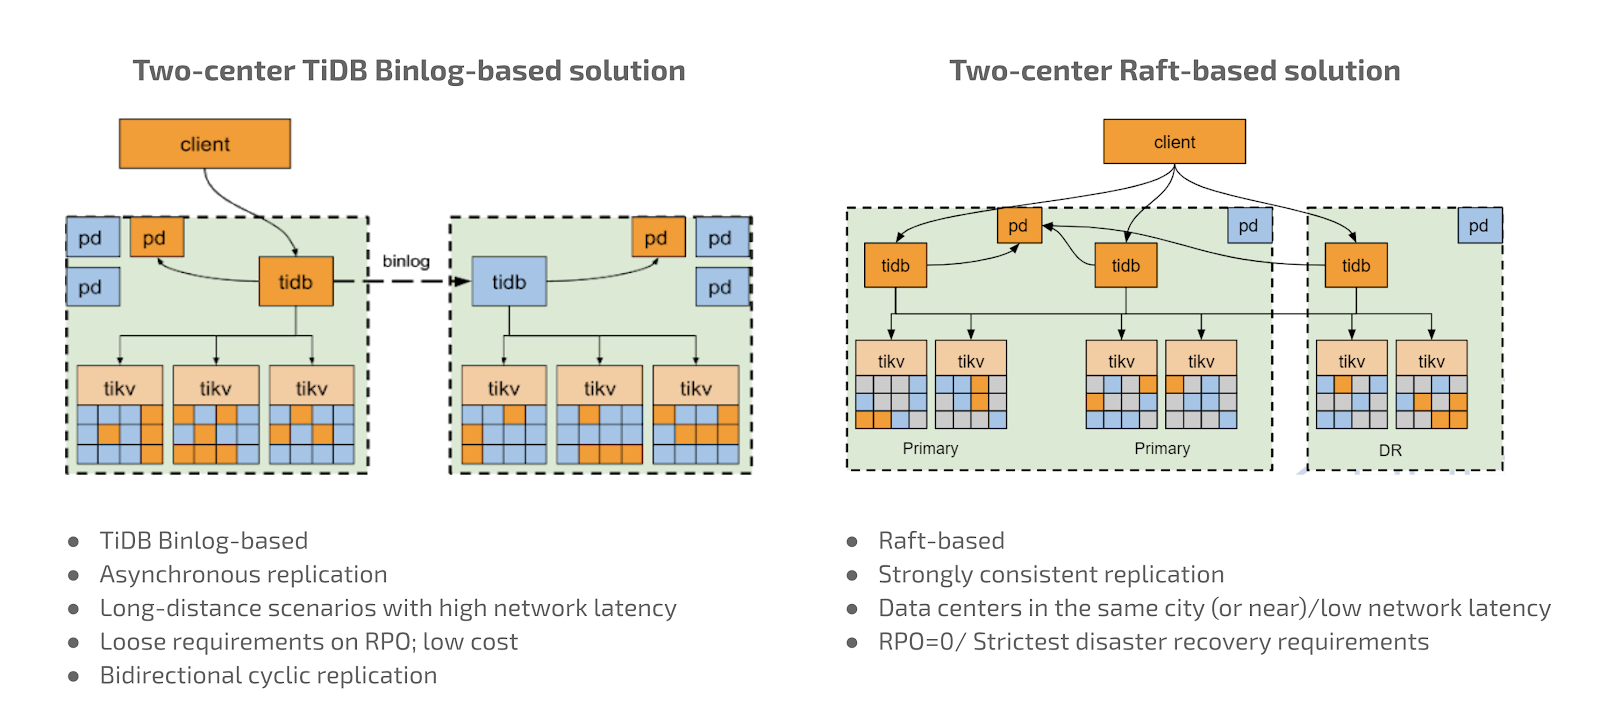 Two-center TiDB Binlog-based solution
client
pd
pd
pd
tidb
binlog
tidb
pd
pd
pd
tikv
tikv
tikv
tikv
tikv
tikv
● TiDB Binlog-based
● Asynchronous replication
● Long-distance scenarios with high network latency
● Loose requirements on RPO; low cost
● Bidirectional cyclic replication
Two-center Raft-based solution
client
pd
pd
pd
tidb
tidb
tidb
tikv
tikv
tikv
tikv
tikv
tikv
Primary
Primary
DR
● Raft-based
● Strongly consistent replication
● Data centers in the same city (or near)/low network latency
● RPO=0/ Strictest disaster recovery requirements